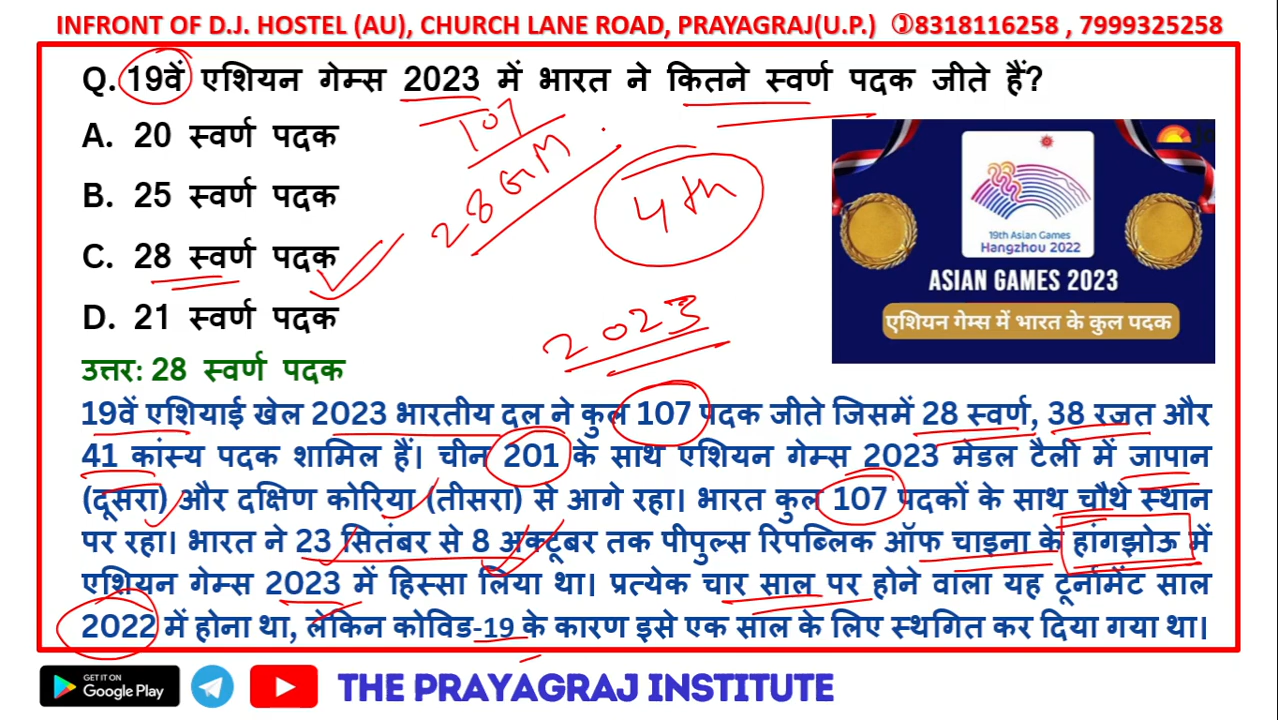 INFRONT OF D.J. HOSTEL (AU), CHURCH LANE ROAD, PRAYAGRAJ(U.P.) ✆8318116258 , 7999325258
Q. 19वें एशियन गेम्स 2023 में भारत ने कितने स्वर्ण पदक जीते हैं?
A. 20 स्वर्ण पदक
B. 25 स्वर्ण पदक
C. 28 स्वर्ण पदक
D. 21 स्वर्ण पदक
107
28 GM
4th
2023
19th Asian Games
Hangzhou 2022
ASIAN GAMES 2023
एशियन गेम्स में भारत के कुल पदक
उत्तर: 28 स्वर्ण पदक
19वें एशियाई खेल 2023 भारतीय दल ने कुल 107 पदक जीते जिसमें 28 स्वर्ण, 38 रजत और
41 कांस्य पदक शामिल हैं। चीन 201 के साथ एशियन गेम्स 2023 मेडल टैली में जापान
(दूसरा) और दक्षिण कोरिया (तीसरा) से आगे रहा। भारत कुल 107 पदकों के साथ चौथे स्थान
पर रहा। भारत ने 23 सितंबर से 8 अक्टूबर तक पीपुल्स रिपब्लिक ऑफ चाइना के हांगझोऊ में
एशियन गेम्स 2023 में हिस्सा लिया था। प्रत्येक चार साल पर होने वाला यह टूर्नामेंट साल
2022 में होना था, लेकिन कोविड-19 के कारण इसे एक साल के लिए स्थगित कर दिया गया था।
GET IT ON
Google Play
THE PRAYAGRAJ INSTITUTE